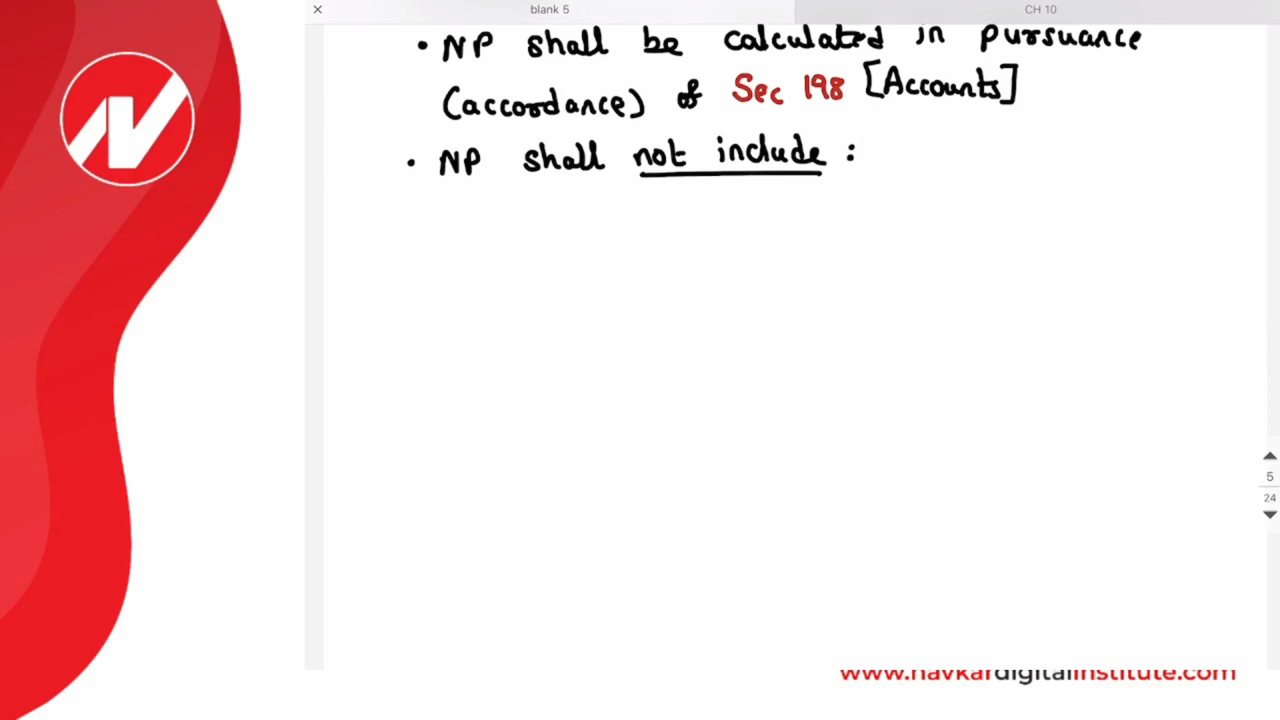 blank 5
CH 10
• NP shall be calculated in pursuance
(accordance) of Sec 198 [Accounts]
• NP shall not include :
5
24
www.navkardigitalinstitute.com